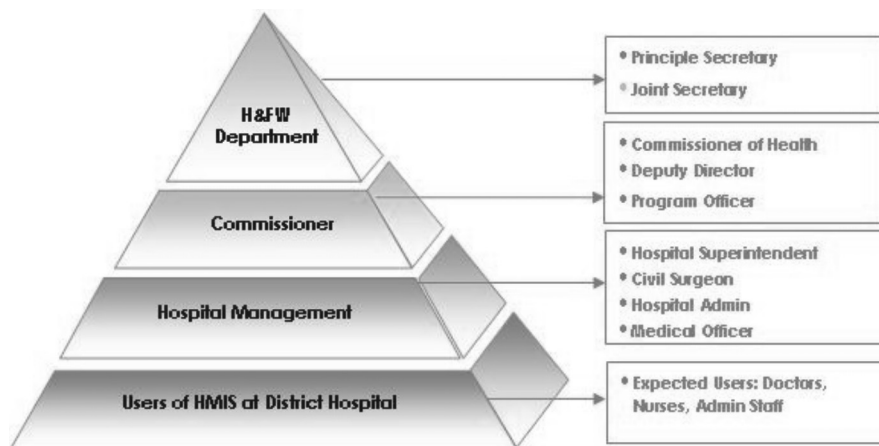 H&FW
Department
Commissioner
Hospital Management
Users of HMIS at District Hospital
• Principle Secretary
• Joint Secretary
• Commissioner of Health
• Deputy Director
• Program Officer
• Hospital Superintendent
• Civil Surgeon
• Hospital Admin
• Medical Officer
• Expected Users: Doctors,
Nurses, Admin Staff